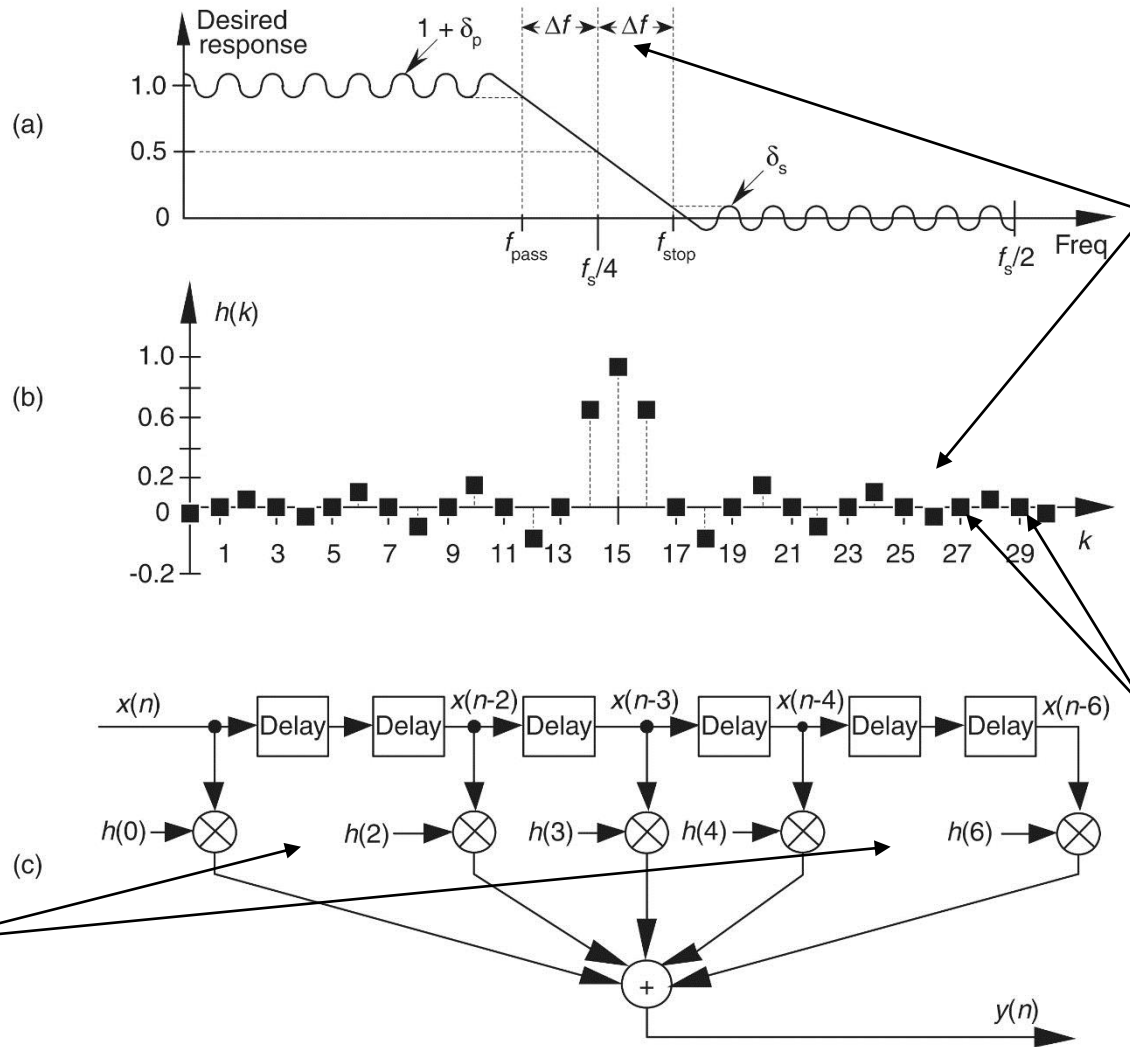 Desired
response
1 + δp
Δf Δf
1.0
(a)
0.5
δs
0
fpass
fs/4
fstop
fs/2
Freq
h(k)
1.0
(b)
0.6
0.2
0
1 3 5 7 9 11 13 15 17 19 21 23 25 27 29
k
-0.2
x(n) x(n-2) x(n-3) x(n-4) x(n-6)
Delay Delay Delay Delay Delay Delay
h(0) h(2) h(3) h(4) h(6)
(c)
+
y(n)